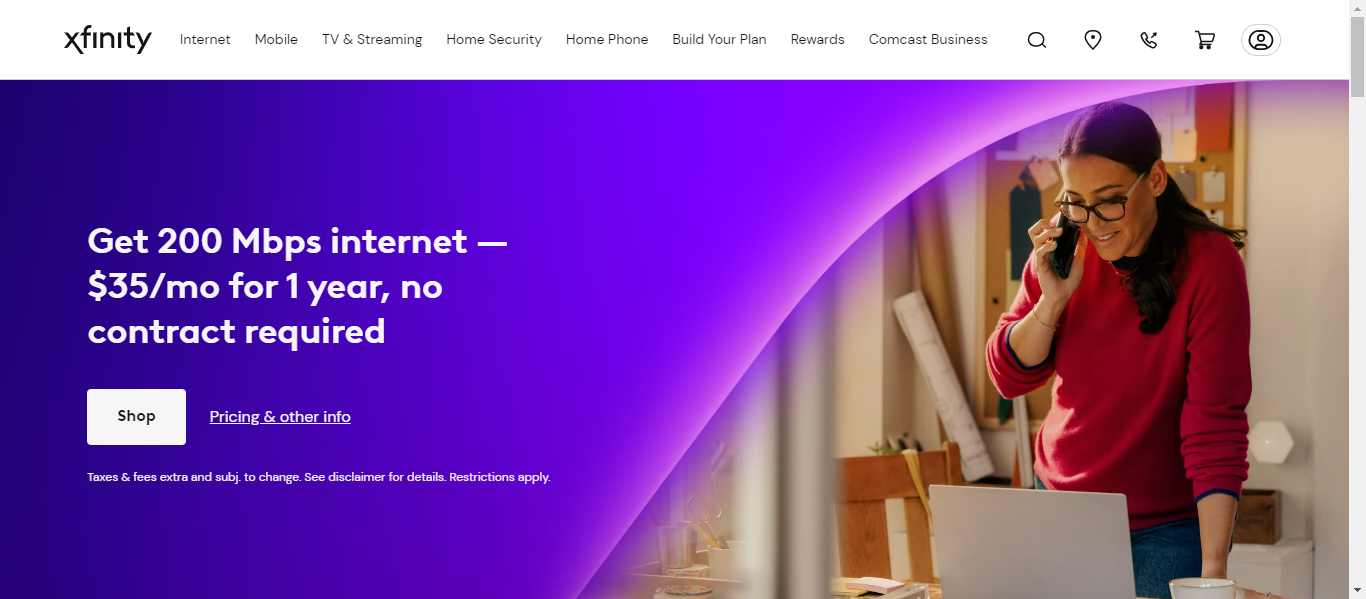 xfinity
Internet
Mobile
TV & Streaming
Home Security
Home Phone
Build Your Plan
Rewards
Comcast Business
Get 200 Mbps internet —
$35/mo for 1 year, no
contract required
Shop
Pricing & other info
Taxes & fees extra and subj. to change. See disclaimer for details. Restrictions apply.